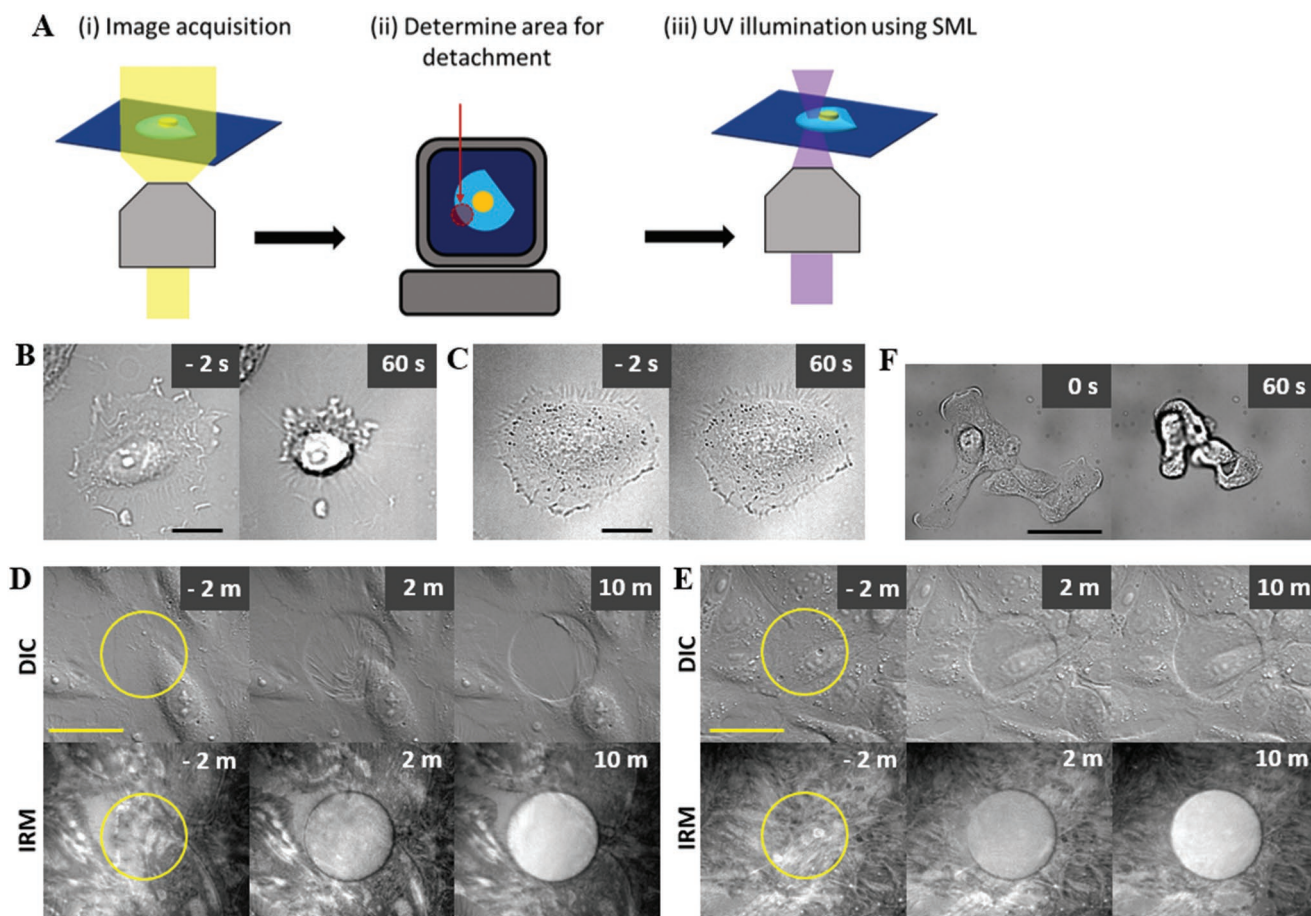 A
(i) Image acquisition
(ii) Determine area for
detachment
(iii) UV illumination using SML
B
- 2 s
60 s
C
- 2 s
60 s
F
0 s
60 s
D
DIC
- 2 m
2 m
10 m
IRM
- 2 m
2 m
10 m
E
DIC
- 2 m
2 m
10 m
IRM
- 2 m
2 m
10 m